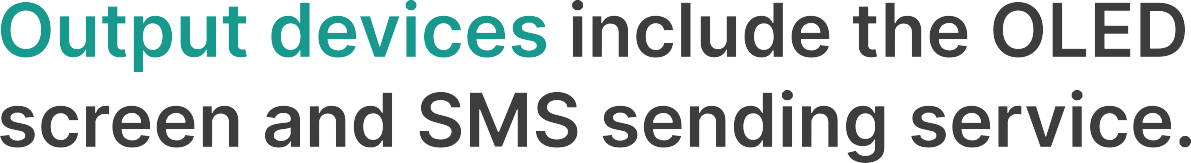 Output devices include the OLED
screen and SMS sending service.